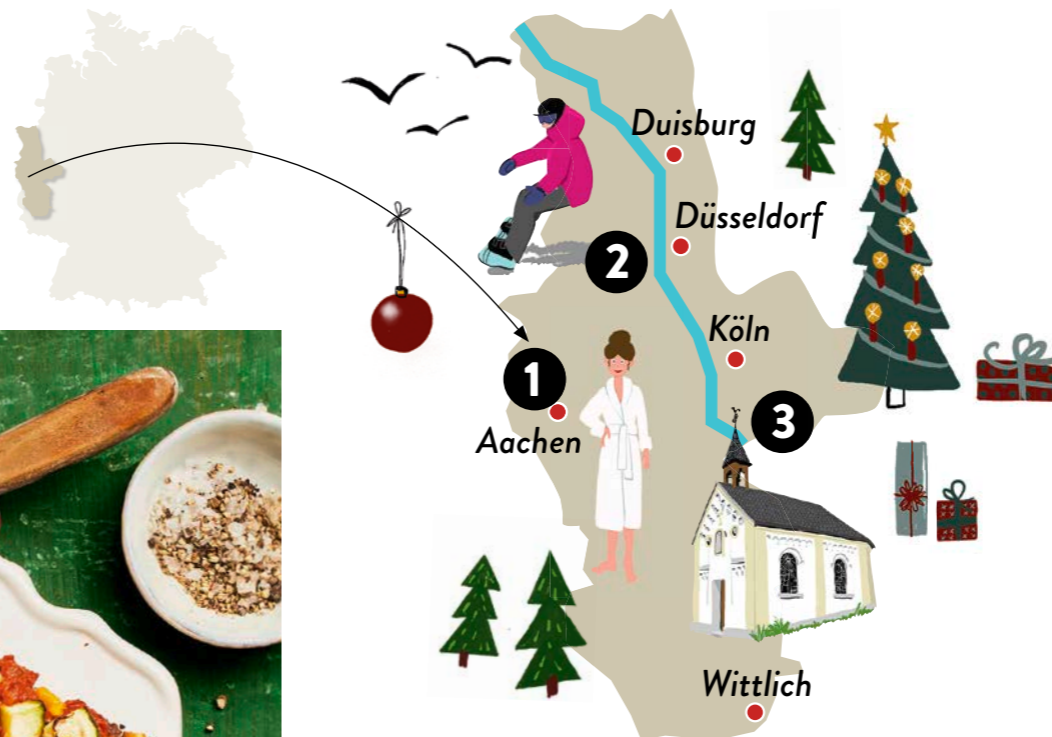 Duisburg
Düsseldorf
2
Köln
1
3
Aachen
Wittlich